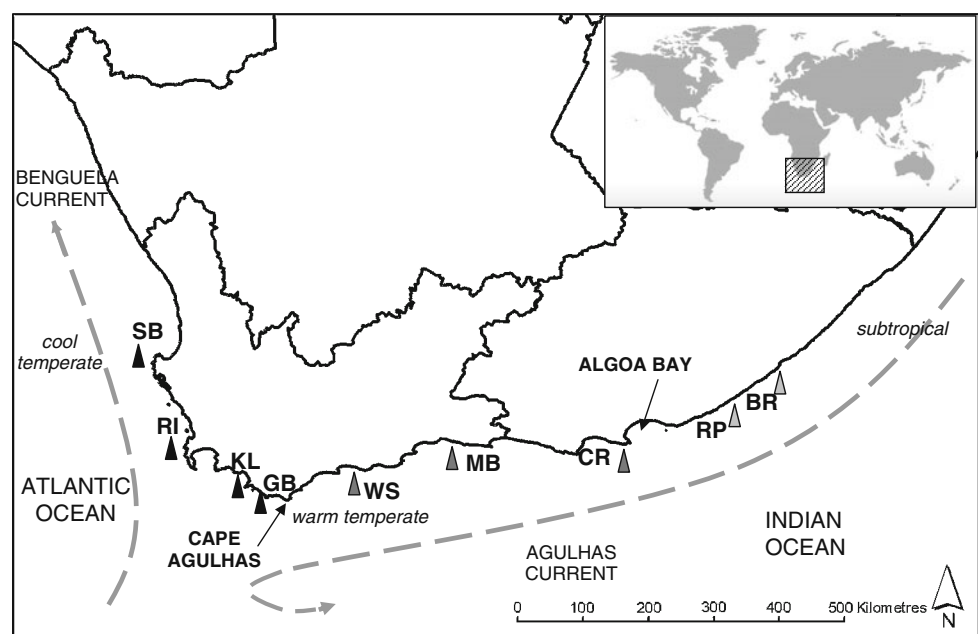 BENGUELA
CURRENT
SB
cool
temperate
subtropical
ALGOA BAY
BR
RP
RI
KL
GB
WS
MB
CR
ATLANTIC
OCEAN
CAPE
AGULHAS
warm temperate
INDIAN
OCEAN
AGULHAS
CURRENT
0 100 200 300 400 500 Kilometres
N